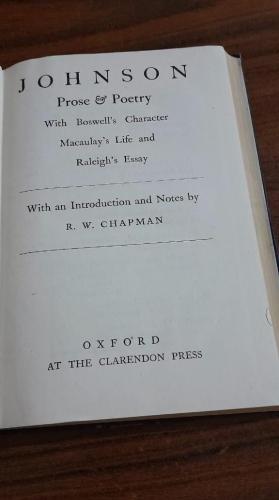 JOHNSON
Prose & Poetry
With Boswell's Character
Macaulay's Life and
Raleigh's Essay
With an Introduction and Notes by
R. W. CHAPMAN
OXFORD
AT THE CLARENDON PRESS